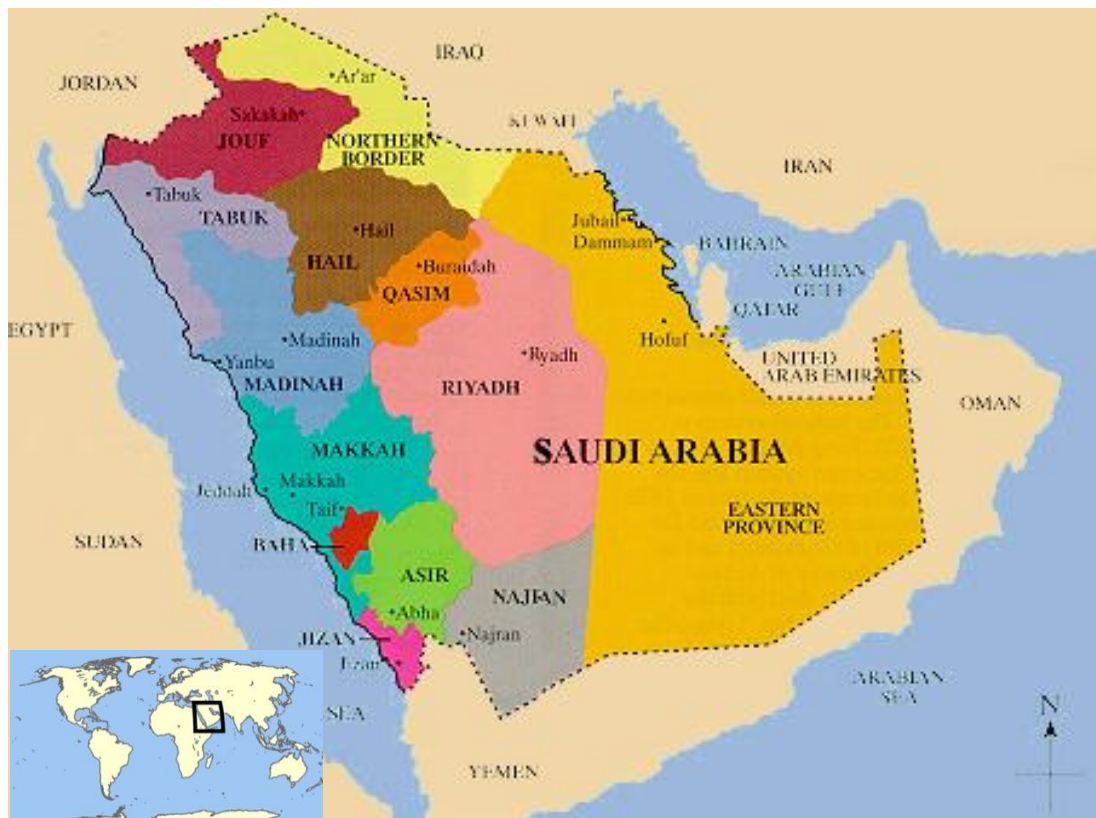 IRAQ
JORDAN
Ar'ar
Sakakah
JOUF
NORTHERN
BORDER
KUWAIT
IRAN
Tabuk
TABUK
Hail
HAIL
Jubail
Dammam
BAHRAIN
Buraidah
QASIM
ARABIAN
GULF
QATAR
EGYPT
Madinah
Hofuf
Yanbu
MADINAH
Ryadh
RIYADH
UNITED
ARAB EMIRATES
OMAN
MAKKAH
SAUDI ARABIA
Makkah
Jeddah
Taif
EASTERN
PROVINCE
SUDAN
BAHA
ASIR
NAJRAN
Abha
JIZAN
Najran
Jizan
ARABIAN
SEA
SEA
N
YEMEN